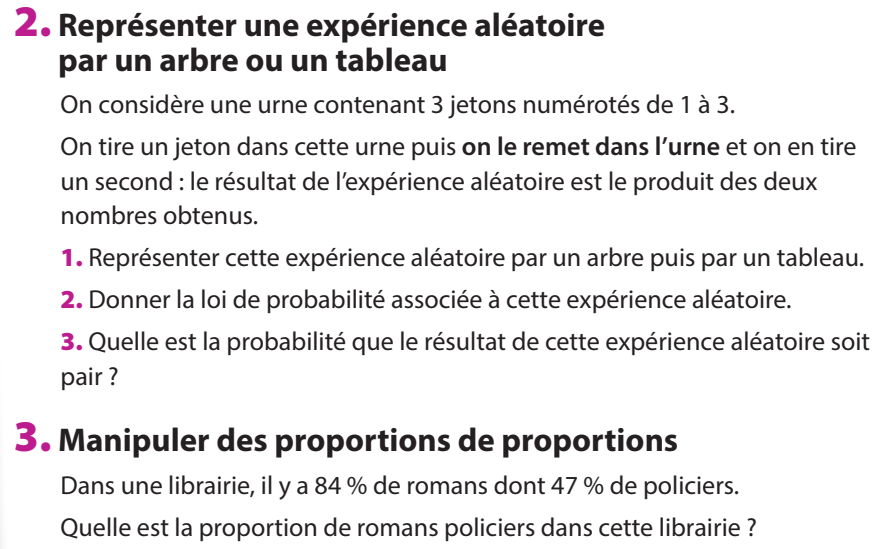 2. Représenter une expérience aléatoire
par un arbre ou un tableau
On considère une urne contenant 3 jetons numérotés de 1 à 3.
On tire un jeton dans cette urne puis on le remet dans l’urne et on en tire
un second : le résultat de l’expérience aléatoire est le produit des deux
nombres obtenus.
1. Représenter cette expérience aléatoire par un arbre puis par un tableau.
2. Donner la loi de probabilité associée à cette expérience aléatoire.
3. Quelle est la probabilité que le résultat de cette expérience aléatoire soit
pair ?
3. Manipuler des proportions de proportions
Dans une librairie, il y a 84 % de romans dont 47 % de policiers.
Quelle est la proportion de romans policiers dans cette librairie ?